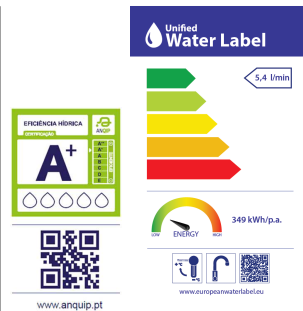 EFICIÊNCIA HÍDRICA
CERTIFICAÇÃO
ANQIP
A+
A++
A+
A
B
C
D
E
www.anquip.pt
Unified
Water Label
5,4 l/min
LOW
ENERGY
HIGH
349 kWh/p.a.
www.europeanwaterlabel.eu